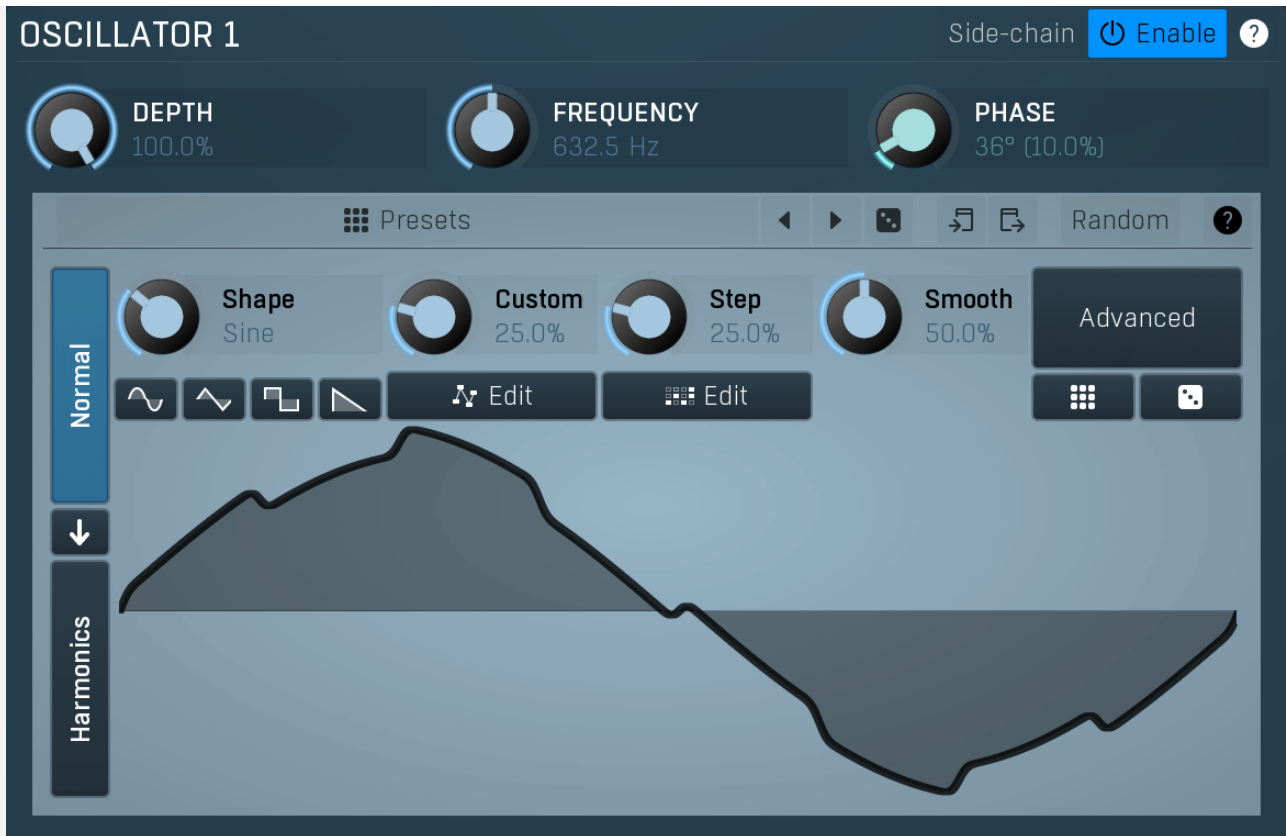 OSCILLATOR 1
Side-chain
Enable
?
DEPTH
100.0%
FREQUENCY
632.5 Hz
PHASE
36° (10.0%)
Presets
Random
?
Normal
Shape
Sine
Custom
25.0%
Step
25.0%
Smooth
50.0%
Advanced
Edit
Edit
Harmonics